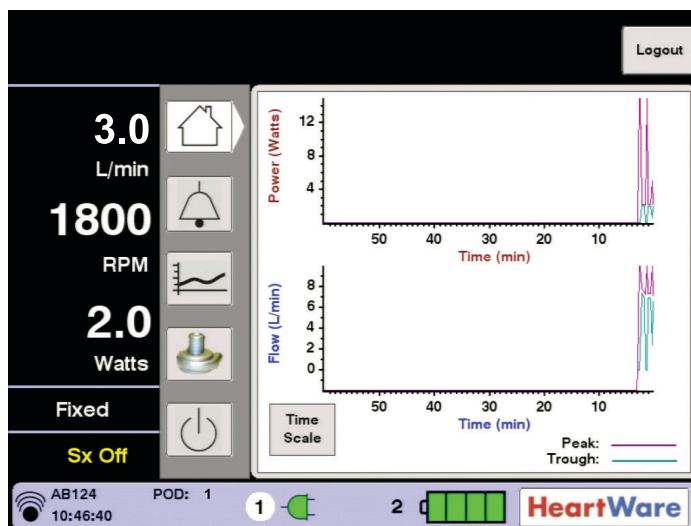 Logout
3.0
L/min
1800
RPM
2.0
Watts
Fixed
Sx Off
Power (Watts)
12
8
4
50 40 30 20 10
Time (min)
Flow (L/min)
8
6
4
2
0
50 40 30 20 10
Time (min)
Time
Scale
Peak:
Trough:
AB124 POD: 1
10:46:40
1
2
HeartWare